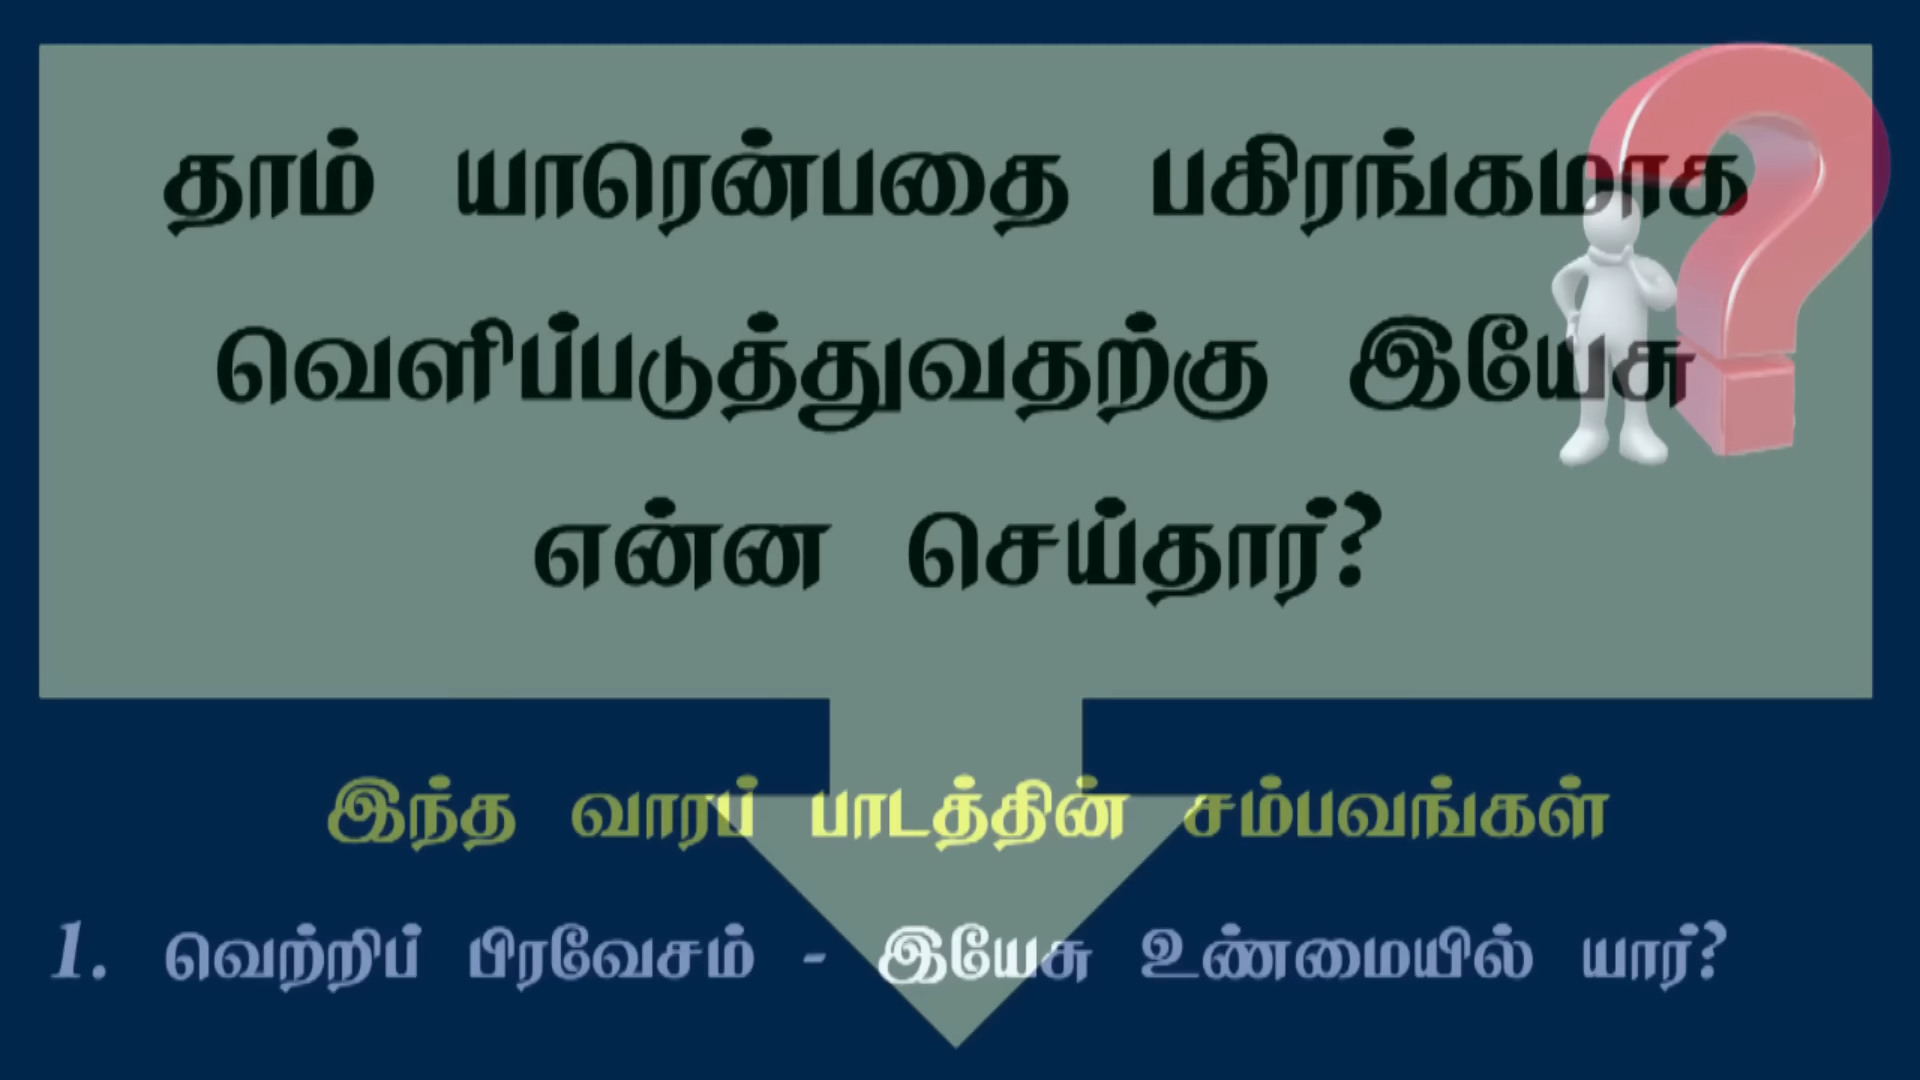 தாம் யாரென்பதை பகிரங்கமாக
வெளிப்படுத்துவதற்கு இயேசு
என்ன செய்தார்?
இந்த வாரப் பாடத்தின் சம்பவங்கள்
1. வெற்றிப் பிரவேசம் - இயேசு உண்மையில் யார்?